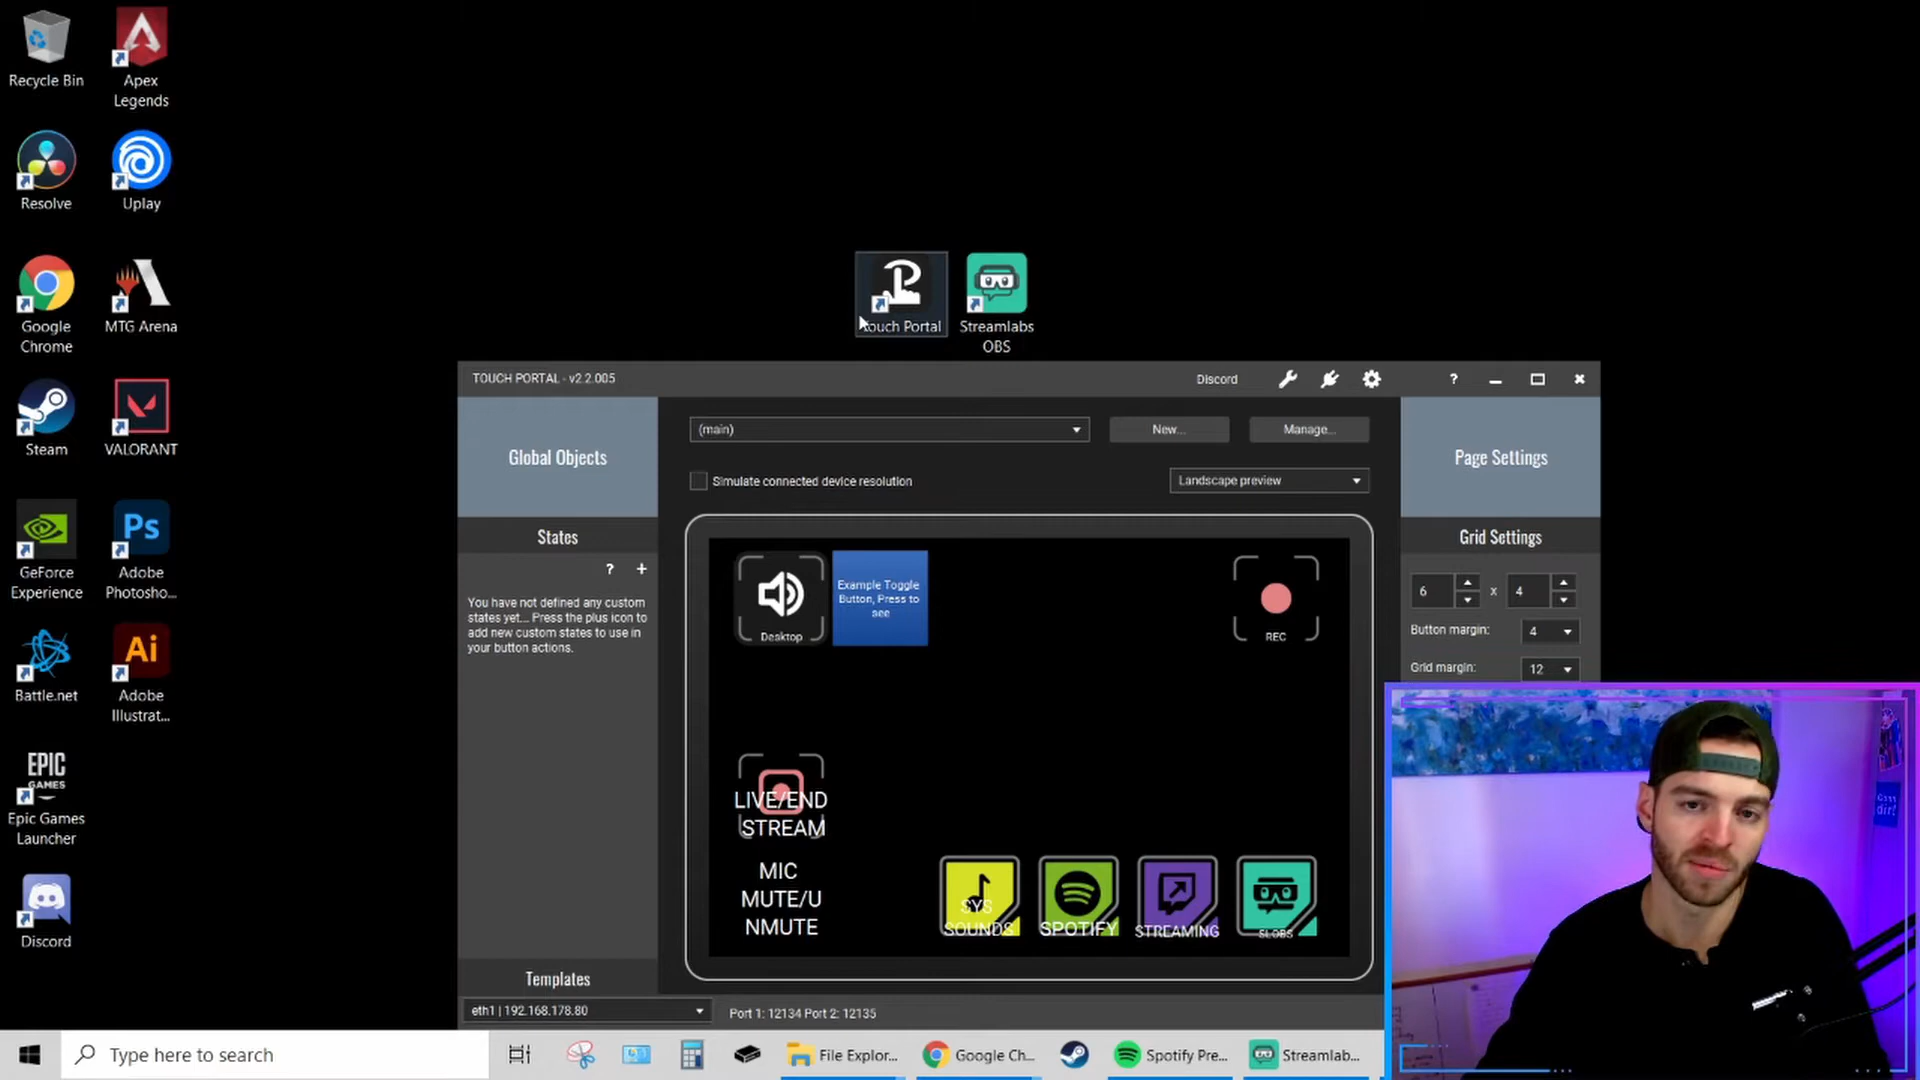 Recycle Bin
Apex
Legends
Resolve
Uplay
Google
Chrome
MTG Arena
Steam
VALORANT
GeForce
Experience
Ps
Adobe
Photosho...
Battle.net
Ai
Adobe
Illustrat...
EPIC
GAMES
Epic Games
Launcher
Discord
Touch Portal
Streamlabs
OBS
TOUCH PORTAL - v2.2.005
Discord
?
Global Objects
(main)
New...
Manage...
Page Settings
Simulate connected device resolution
Landscape preview
States
? +
You have not defined any custom
states yet... Press the plus icon to
add new custom states to use in
your button actions.
Desktop
Example Toggle
Button, Press to
see
REC
LIVE/END
STREAM
MIC
MUTE/U
NMUTE
SYS
SOUNDS
SPOTIFY
STREAMING
SLOBS
Grid Settings
6 x 4
Button margin: 4
Grid margin: 12
Templates
eth1 | 192.168.178.80
Port 1: 12134 Port 2: 12135
Type here to search
File Explor...
Google Ch...
Spotify Pre...
Streamlab...